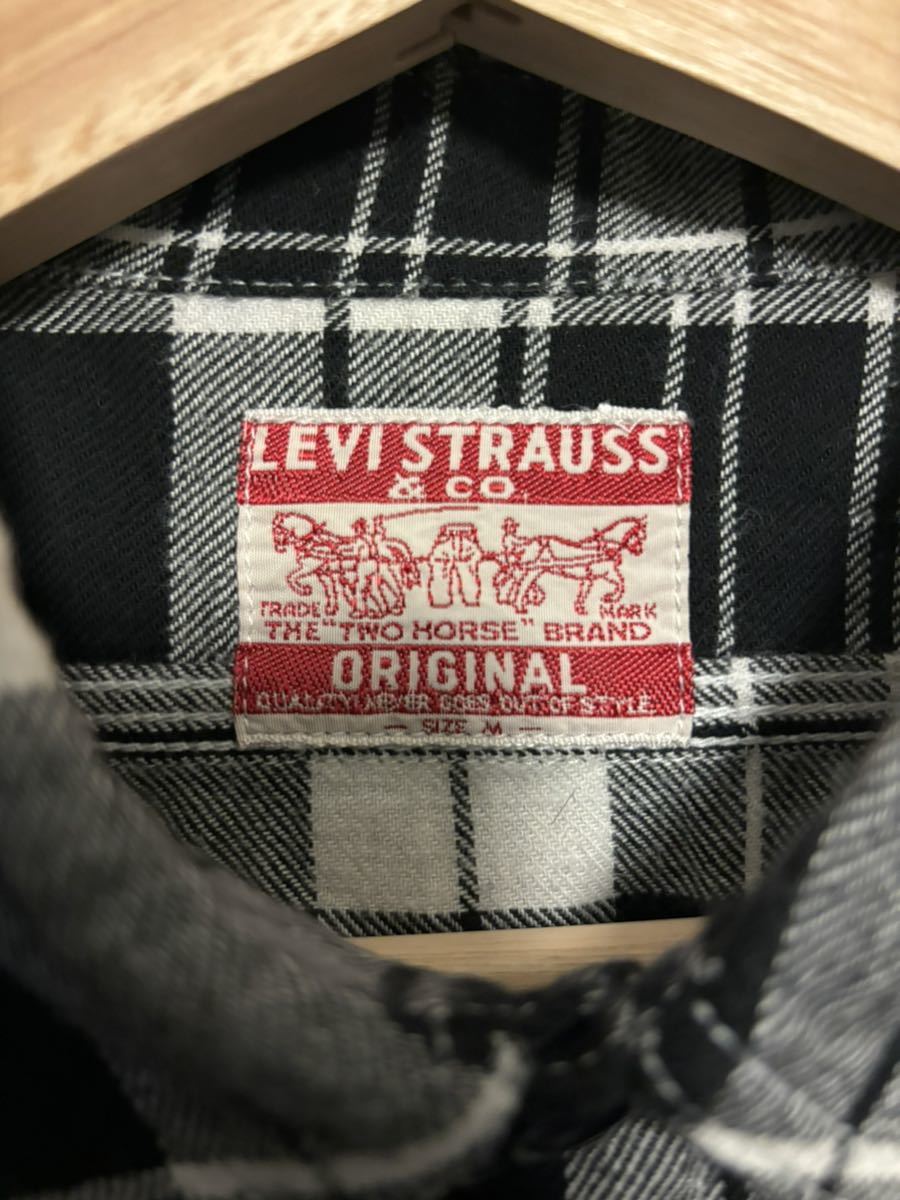 LEVI STRAUSS
& CO.
TRADE MARK
THE "TWO HORSE" BRAND
ORIGINAL
QUALITY NEVER GOES OUT OF STYLE.
— SIZE M —